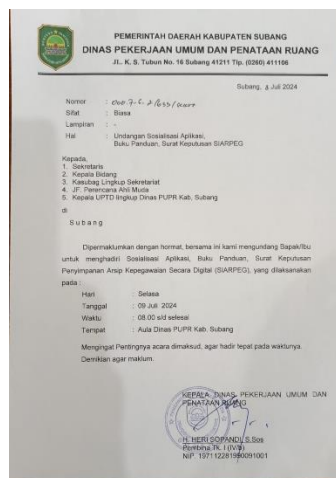 PEMERINTAH DAERAH KABUPATEN SUBANG
DINAS PEKERJAAN UMUM DAN PENATAAN RUANG
JL. K. S. Tubun No. 16 Subang 41211 Tlp. (0260) 411106
Subang, 8 Juli 2024
Nomor :
Sifat : Biasa
Lampiran : -
Hal : Undangan Sosialisasi Aplikasi,
Buku Panduan, Surat Keputusan SIARPEG
Kepada,
1. Sekretaris
2. Kepala Bidang
3. Kasubag Lingkup Sekretariat
4. JF. Perencana Ahli Muda
5. Kepala UPTD lingkup Dinas PUPR Kab. Subang
di
Subang
Dipermaklumkan dengan hormat, bersama ini kami mengundang Bapak/Ibu
untuk menghadiri Sosialisasi Aplikasi, Buku Panduan, Surat Keputusan
Penyimpanan Arsip Kepegawaian Secara Digital (SIARPEG), yang dilaksanakan
pada :
Hari : Selasa
Tanggal : 09 Juli 2024
Waktu : 08.00 s/d selesai
Tempat : Aula Dinas PUPR Kab. Subang
Mengingat Pentingnya acara dimaksud, agar hadir tepat pada waktunya.
Demikian agar maklum.
KEPALA DINAS PEKERJAAN UMUM DAN
PENATAAN RUANG
H. HERI SOPANDI, S.Sos
Pembina Tk. I (IV/b)